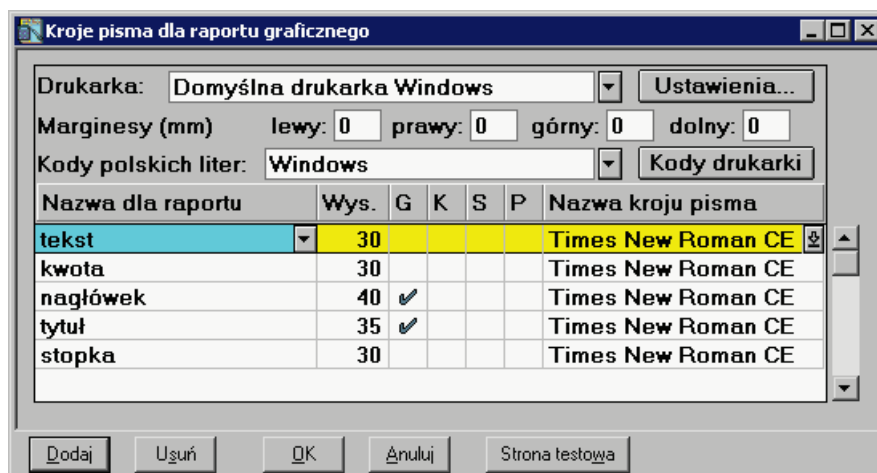 Kroje pisma dla raportu graficznego
Drukarka: Domyślna drukarka Windows Ustawienia...
Marginesy (mm) lewy: 0 prawy: 0 górny: 0 dolny: 0
Kody polskich liter: Windows Kody drukarki
Nazwa dla raportu Wys. G K S P Nazwa kroju pisma
tekst 30 Times New Roman CE
kwota 30 Times New Roman CE
nagłówek 40 ✔ Times New Roman CE
tytuł 35 ✔ Times New Roman CE
stopka 30 Times New Roman CE
Dodaj Usuń OK Anuluj Strona testowa